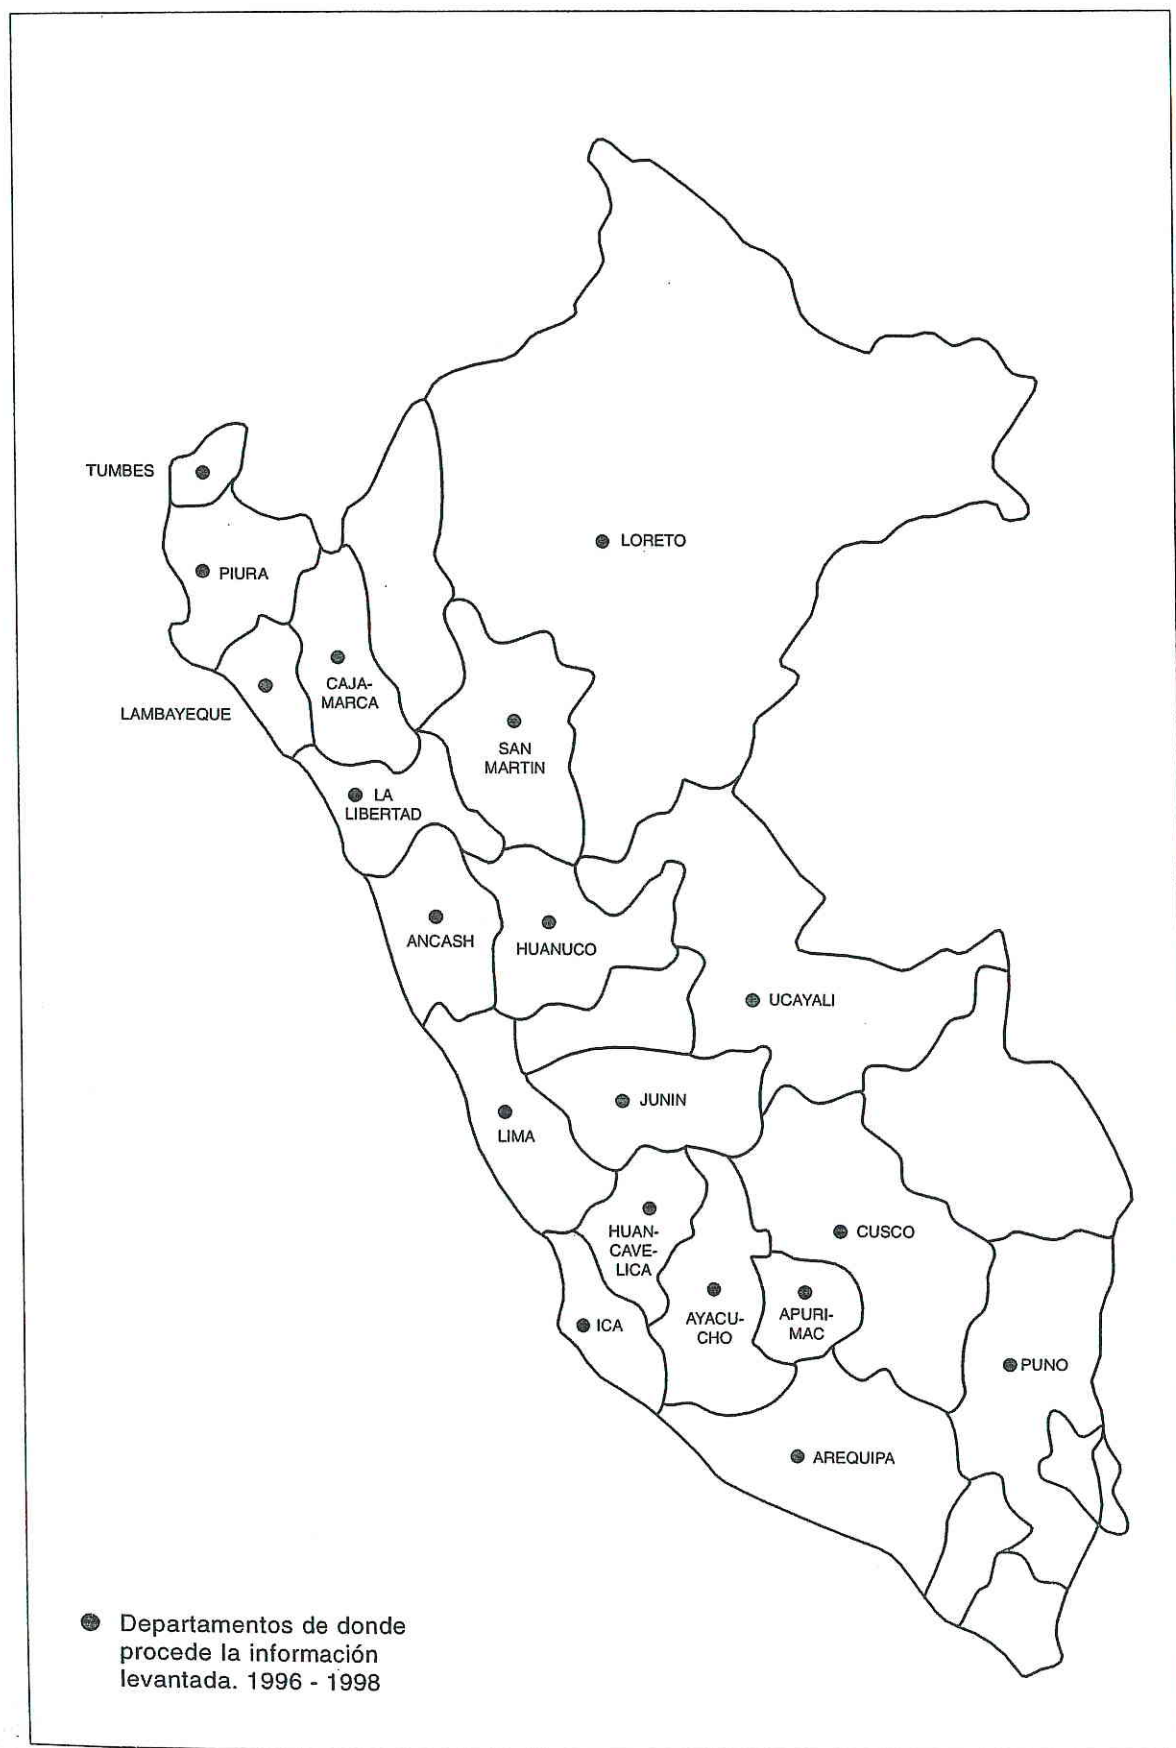 TUMBES
LORETO
PIURA
CAJA-
MARCA
LAMBAYEQUE
SAN
MARTIN
LA
LIBERTAD
ANCASH
HUANUCO
UCAYALI
JUNIN
LIMA
HUAN-
CAVE-
LICA
CUSCO
ICA
AYACU-
CHO
APURI-
MAC
PUNO
AREQUIPA
Departamentos de donde
procede la información
levantada. 1996 - 1998